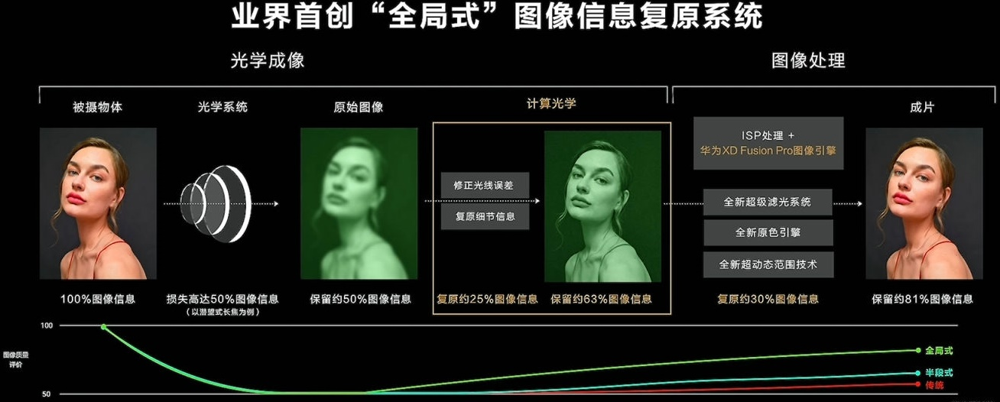 业界首创“全局式”图像信息复原系统
光学成像
图像处理
被摄物体
光学系统
原始图像
计算光学
成片
ISP处理 +
华为XD Fusion Pro图像引擎
修正光线误差
复原细节信息
全新超级滤光系统
全新原色引擎
全新超动态范围技术
100%图像信息
损失高达50%图像信息
(以潜望式长焦为例)
保留约50%图像信息
复原约25%图像信息
保留约63%图像信息
复原约30%图像信息
保留约81%图像信息
100
图像质量
评价
50
全局式
半段式
传统